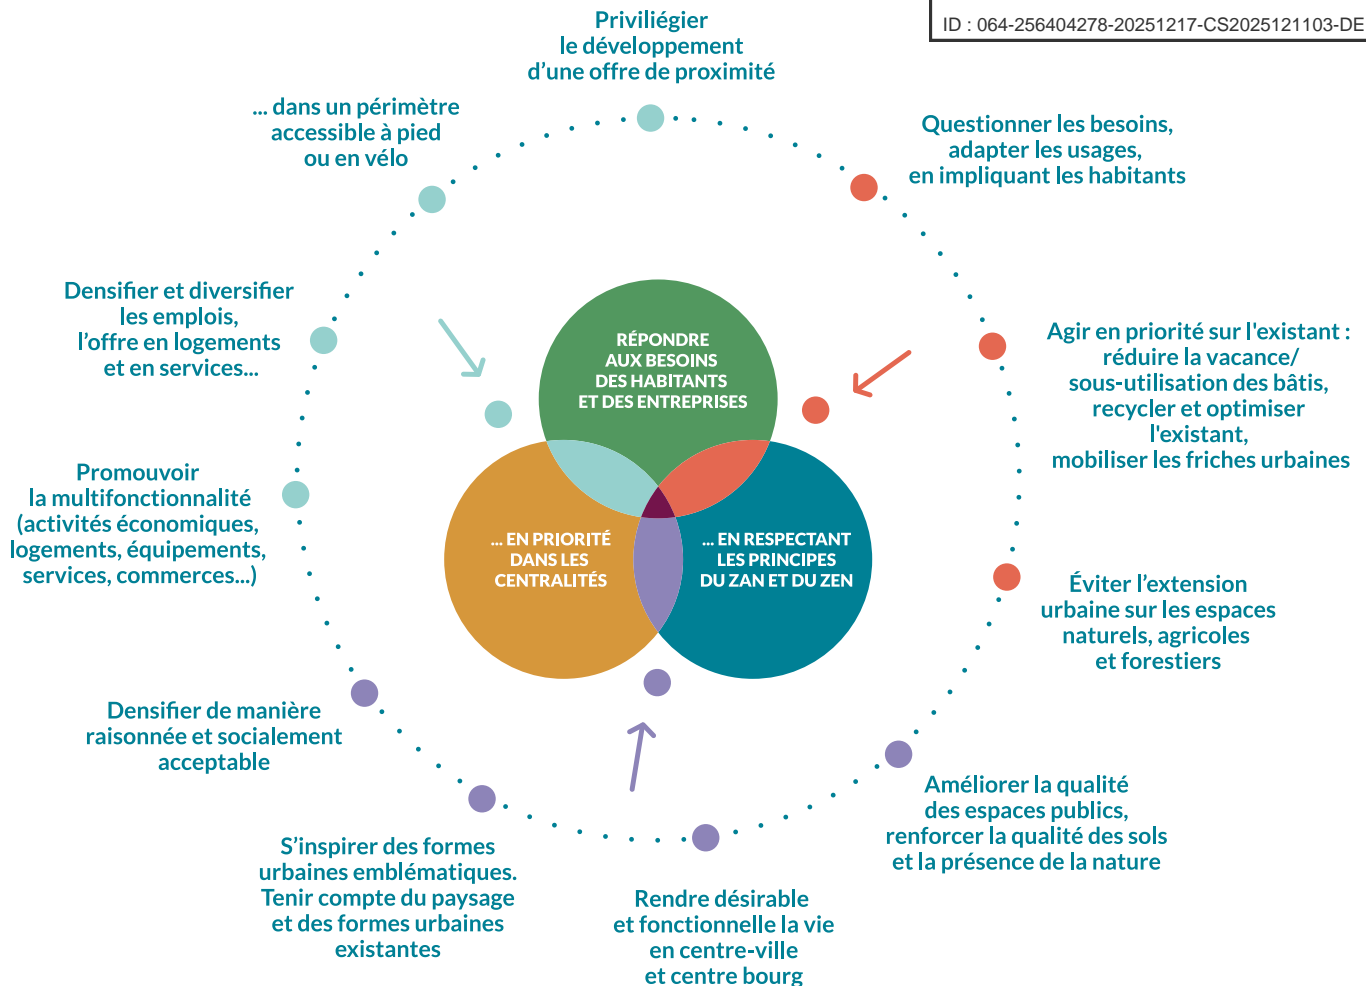 ID : 064-256404278-20251217-CS2025121103-DE
Priviliégier
le développement
d'une offre de proximité
... dans un périmètre
accessible à pied
ou en vélo
Questionner les besoins,
adapter les usages,
en impliquant les habitants
Densifier et diversifier
les emplois,
l'offre en logements
et en services...
RÉPONDRE
AUX BESOINS
DES HABITANTS
ET DES ENTREPRISES
Agir en priorité sur l'existant :
réduire la vacance/
sous-utilisation des bâtis,
recycler et optimiser
l'existant,
mobiliser les friches urbaines
Promouvoir
la multifonctionnalité
(activités économiques,
logements, équipements,
services, commerces...)
... EN PRIORITÉ
DANS LES
CENTRALITÉS
... EN RESPECTANT
LES PRINCIPES
DU ZAN ET DU ZEN
Éviter l'extension
urbaine sur les espaces
naturels, agricoles
et forestiers
Densifier de manière
raisonnée et socialement
acceptable
Améliorer la qualité
des espaces publics,
renforcer la qualité des sols
et la présence de la nature
S'inspirer des formes
urbaines emblématiques.
Tenir compte du paysage
et des formes urbaines
existantes
Rendre désirable
et fonctionnelle la vie
en centre-ville
et centre bourg